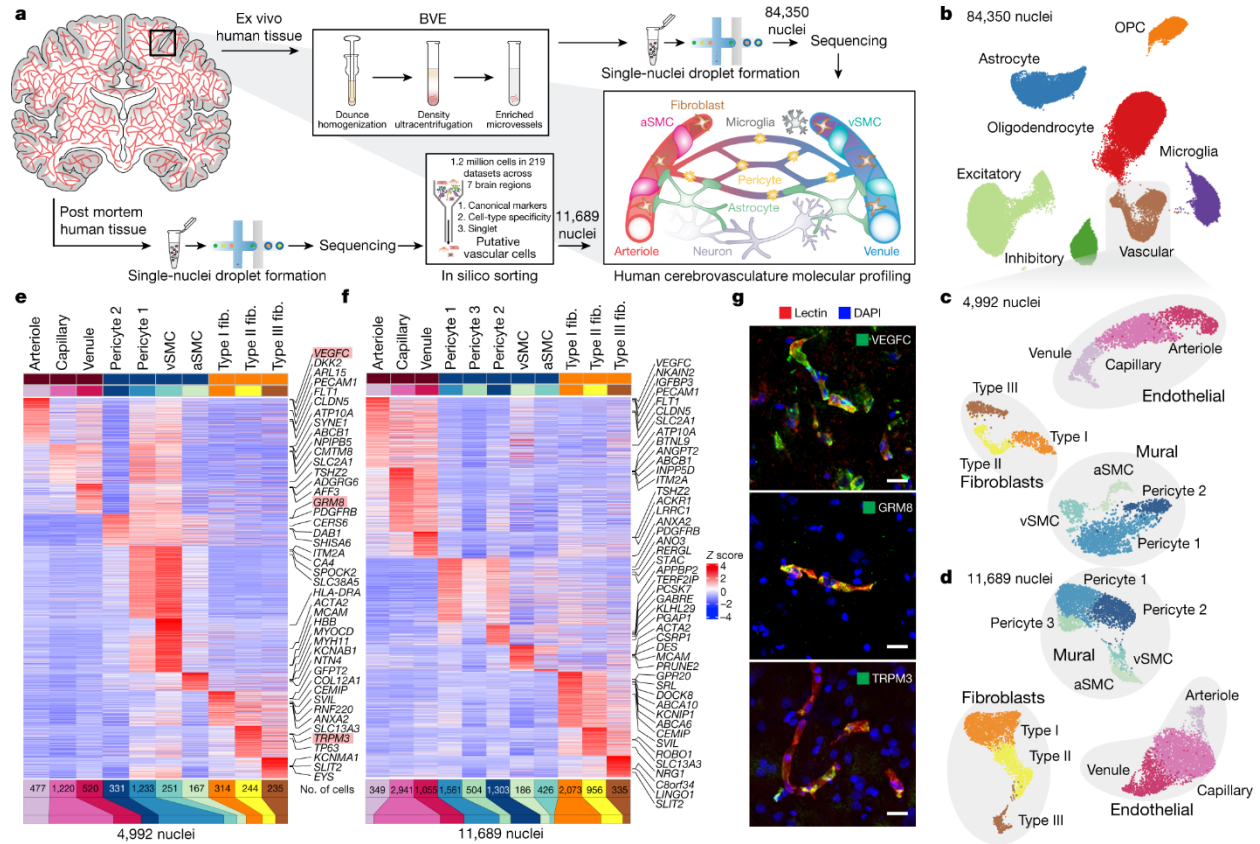 a
Ex vivo
human tissue
BVE
Dounce
homogenization
Density
ultracentrifugation
Enriched
microvessels
84,350
nuclei
Sequencing
Single-nuclei droplet formation
Post mortem
human tissue
Single-nuclei droplet formation
Sequencing
1.2 million cells in 219
datasets across
7 brain regions
1. Canonical markers
2. Cell-type specificity
3. Singlet
Putative
vascular cells
In silico sorting
11,689
nuclei
Fibroblast
aSMC
Microglia
vSMC
Pericyte
Astrocyte
Arteriole
Neuron
Venule
Human cerebrovasculature molecular profiling
b
84,350 nuclei
OPC
Astrocyte
Oligodendrocyte
Microglia
Excitatory
Inhibitory
Vascular
c
4,992 nuclei
Venule
Capillary
Arteriole
Endothelial
Type III
Type I
Type II
Fibroblasts
Mural
aSMC
Pericyte 2
vSMC
Pericyte 1
d
11,689 nuclei
Pericyte 1
Pericyte 2
Pericyte 3
Mural
vSMC
aSMC
Fibroblasts
Type I
Type II
Type III
Arteriole
Venule
Capillary
Endothelial
e
Arteriole
Capillary
Venule
Pericyte 2
Pericyte 1
vSMC
aSMC
Type I fib.
Type II fib.
Type III fib.
VEGFC
DKK2
ARL15
PECAM1
FLT1
CLDN5
ATP10A
SYNE1
ABCB1
NPIPB5
CMTM8
SLC2A1
TSHZ2
ADGRG6
AFF3
GRM8
PDGFRB
CERS6
DAB1
SHISA6
ITM2A
CA4
SPOCK2
SLC38A5
HLA-DRA
ACTA2
MCAM
HBB
MYOCD
MYH11
KCNAB1
NTN4
GFPT2
COL12A1
CEMIP
SVIL
RNF220
ANXA2
SLC13A3
TRPM3
TP63
KCNMA1
SLIT2
EYS
477 1,220 520 331 1,233 251 167 314 244 235
No. of cells
4,992 nuclei
f
Arteriole
Capillary
Venule
Pericyte 1
Pericyte 3
Pericyte 2
vSMC
aSMC
Type I fib.
Type II fib.
Type III fib.
VEGFC
NKAIN2
IGFBP3
PECAM1
FLT1
CLDN5
SLC2A1
ATP10A
BTNL9
ANGPT2
ABCB1
INPP5D
ITM2A
TSHZ2
ACKR1
LRRC1
ANXA2
PDGFRB
ANO3
RERGL
STAC
APPBP2
TERF2IP
PCSK7
GABRE
KLHL29
PGAP1
ACTA2
CSRP1
DES
MCAM
PRUNE2
GPR20
SRL
DOCK8
ABCA10
KCNIP1
ABCA6
CEMIP
SVIL
ROBO1
SLC13A3
NRG1
C8orf34
LINGO1
SLIT2
349 2,941 1,055 1,561 504 1,303 186 426 2,073 956 335
11,689 nuclei
Z score
4
2
0
−2
−4
g
Lectin DAPI
VEGFC
GRM8
TRPM3